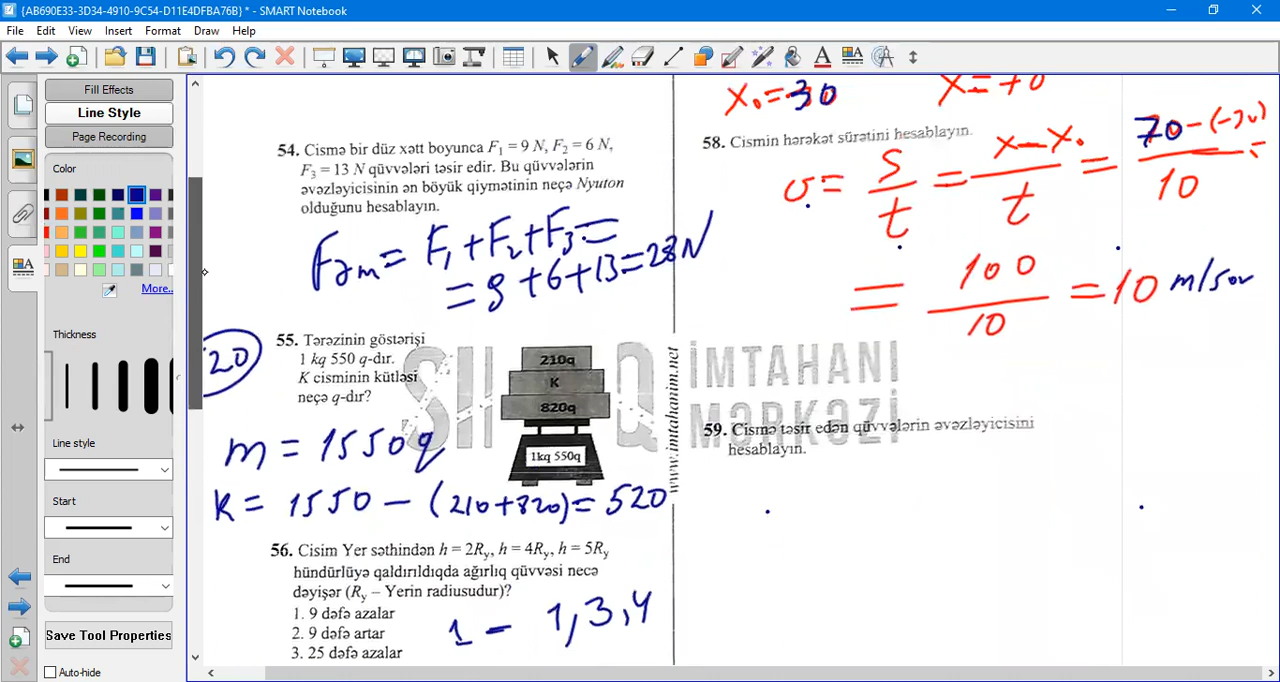 {AB690E33-3D34-4910-9C54-D11E4DFBA76B} * - SMART Notebook
File Edit View Insert Format Draw Help
Fill Effects
Line Style
Page Recording
Color
More..
Thickness
Line style
Start
End
Save Tool Properties
Auto-hide
54. Cismə bir düz xətt boyunca F₁ = 9 N, F₂ = 6 N,
F₃ = 13 N qüvvələri təsir edir. Bu qüvvələrin
əvəzləyicisinin ən böyük qiymətinin neçə Nyuton
olduğunu hesablayın.
F₁ + F₂ + F₃ =
= 9 + 6 + 13 = 28 N
20
55. Tərəzinin göstərişi
1 kq 550 q-dır.
K cisminin kütləsi
neçə q-dır?
210q
K
820q
1kq 550q
m = 1550q
K = 1550 − (210+820) = 520
56. Cisim Yer səthindən h = 2Rᵧ, h = 4Rᵧ, h = 5Rᵧ
hündürlüyə qaldırıldıqda ağırlıq qüvvəsi necə
dəyişər (Rᵧ – Yerin radiusudur)?
1. 9 dəfə azalar
2. 9 dəfə artar
3. 25 dəfə azalar
1 - 1,3,4
www.imtahanim.net
İMTAHANI
MƏRKƏZİ
X₀ = -30
X = 70
58. Cismin hərəkət sürətini hesablayın.
υ = s/t = x-x₀/t = 70-(-30)/10 =
= 100/10 = 10 m/san
59. Cismə təsir edən qüvvələrin əvəzləyicisini
hesablayın.